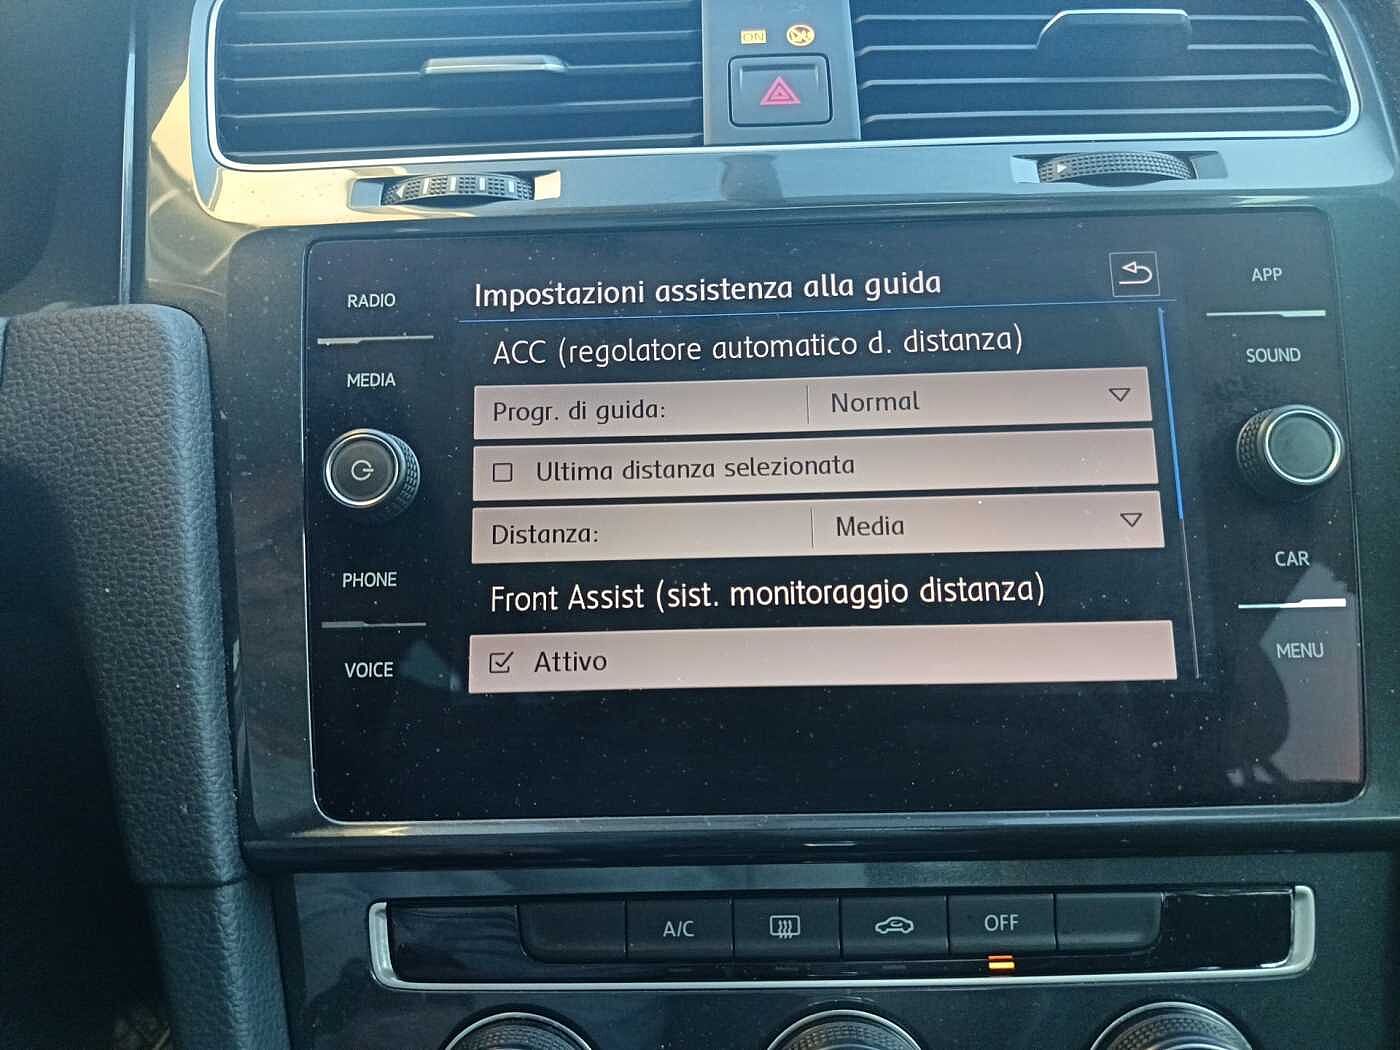 ON
RADIO
MEDIA
PHONE
VOICE
Impostazioni assistenza alla guida
ACC (regolatore automatico d. distanza)
Progr. di guida: Normal
Ultima distanza selezionata
Distanza: Media
Front Assist (sist. monitoraggio distanza)
Attivo
APP
SOUND
CAR
MENU
A/C
OFF